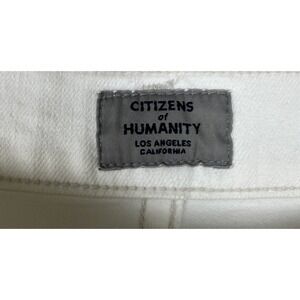 CITIZENS
of
HUMANITY
LOS ANGELES
CALIFORNIA